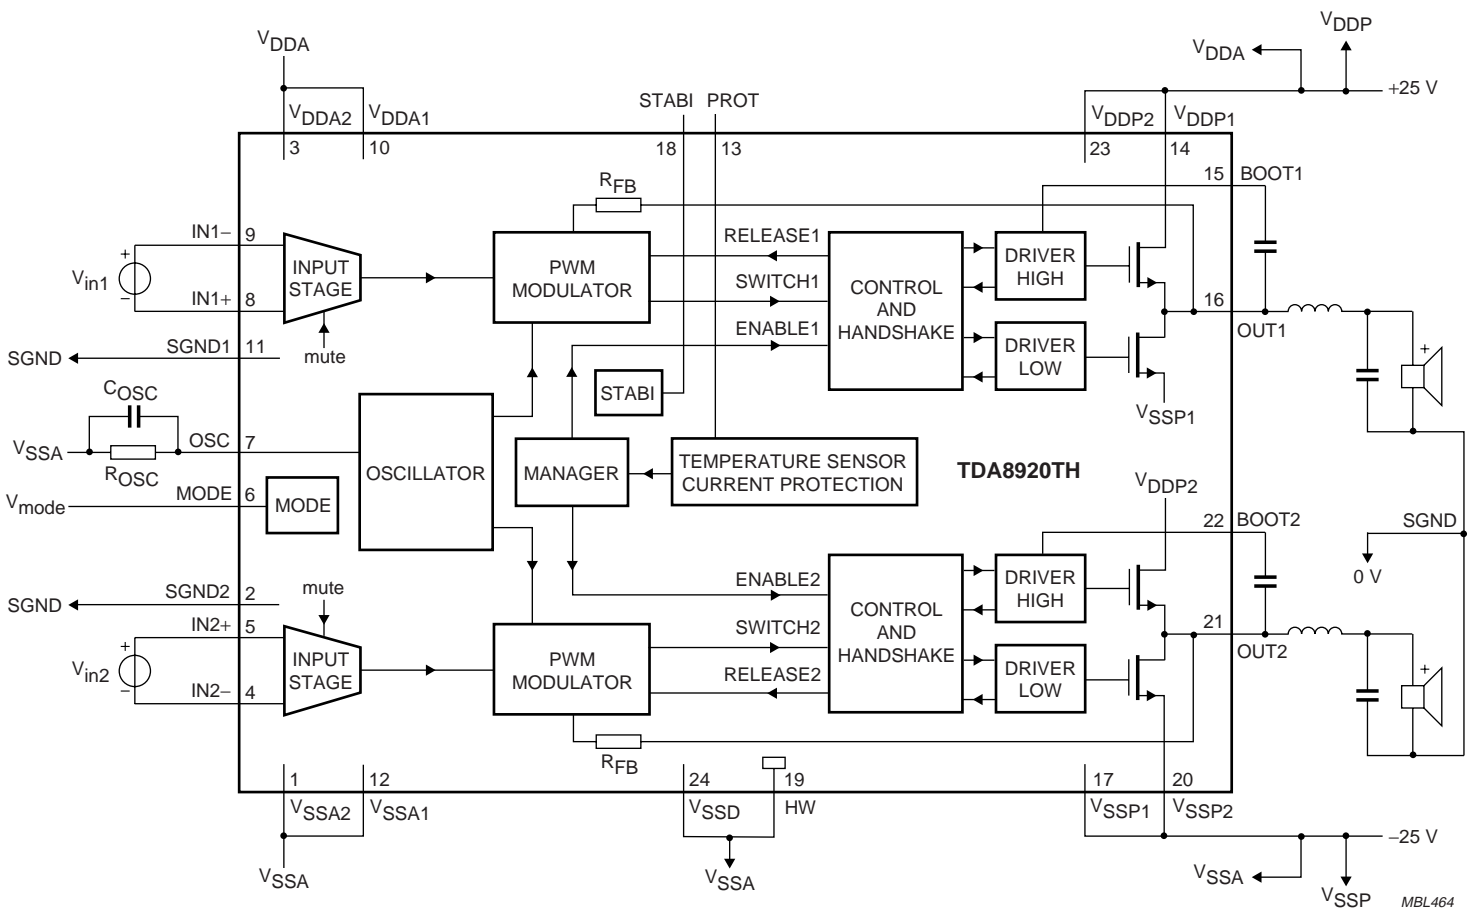 VDDA
VDDA2
VDDA1
3
10
STABI
PROT
18
13
VDDA
VDDP
+25 V
VDDP2
VDDP1
23
14
15
BOOT1
RFB
IN1−
9
+
Vin1
−
IN1+
8
INPUT
STAGE
mute
PWM
MODULATOR
RELEASE1
SWITCH1
ENABLE1
CONTROL
AND
HANDSHAKE
DRIVER
HIGH
DRIVER
LOW
16
OUT1
+
VSSP1
SGND
SGND1
11
COSC
VSSA
ROSC
OSC
7
OSCILLATOR
STABI
MANAGER
TEMPERATURE SENSOR
CURRENT PROTECTION
TDA8920TH
Vmode
MODE
6
MODE
VDDP2
22
BOOT2
SGND
0 V
SGND
SGND2
2
mute
IN2+
5
+
Vin2
−
IN2−
4
INPUT
STAGE
PWM
MODULATOR
ENABLE2
SWITCH2
RELEASE2
CONTROL
AND
HANDSHAKE
DRIVER
HIGH
DRIVER
LOW
21
OUT2
+
RFB
1
12
VSSA2
VSSA1
VSSA
24
19
VSSD
HW
VSSA
17
20
VSSP1
VSSP2
−25 V
VSSA
VSSP
MBL464